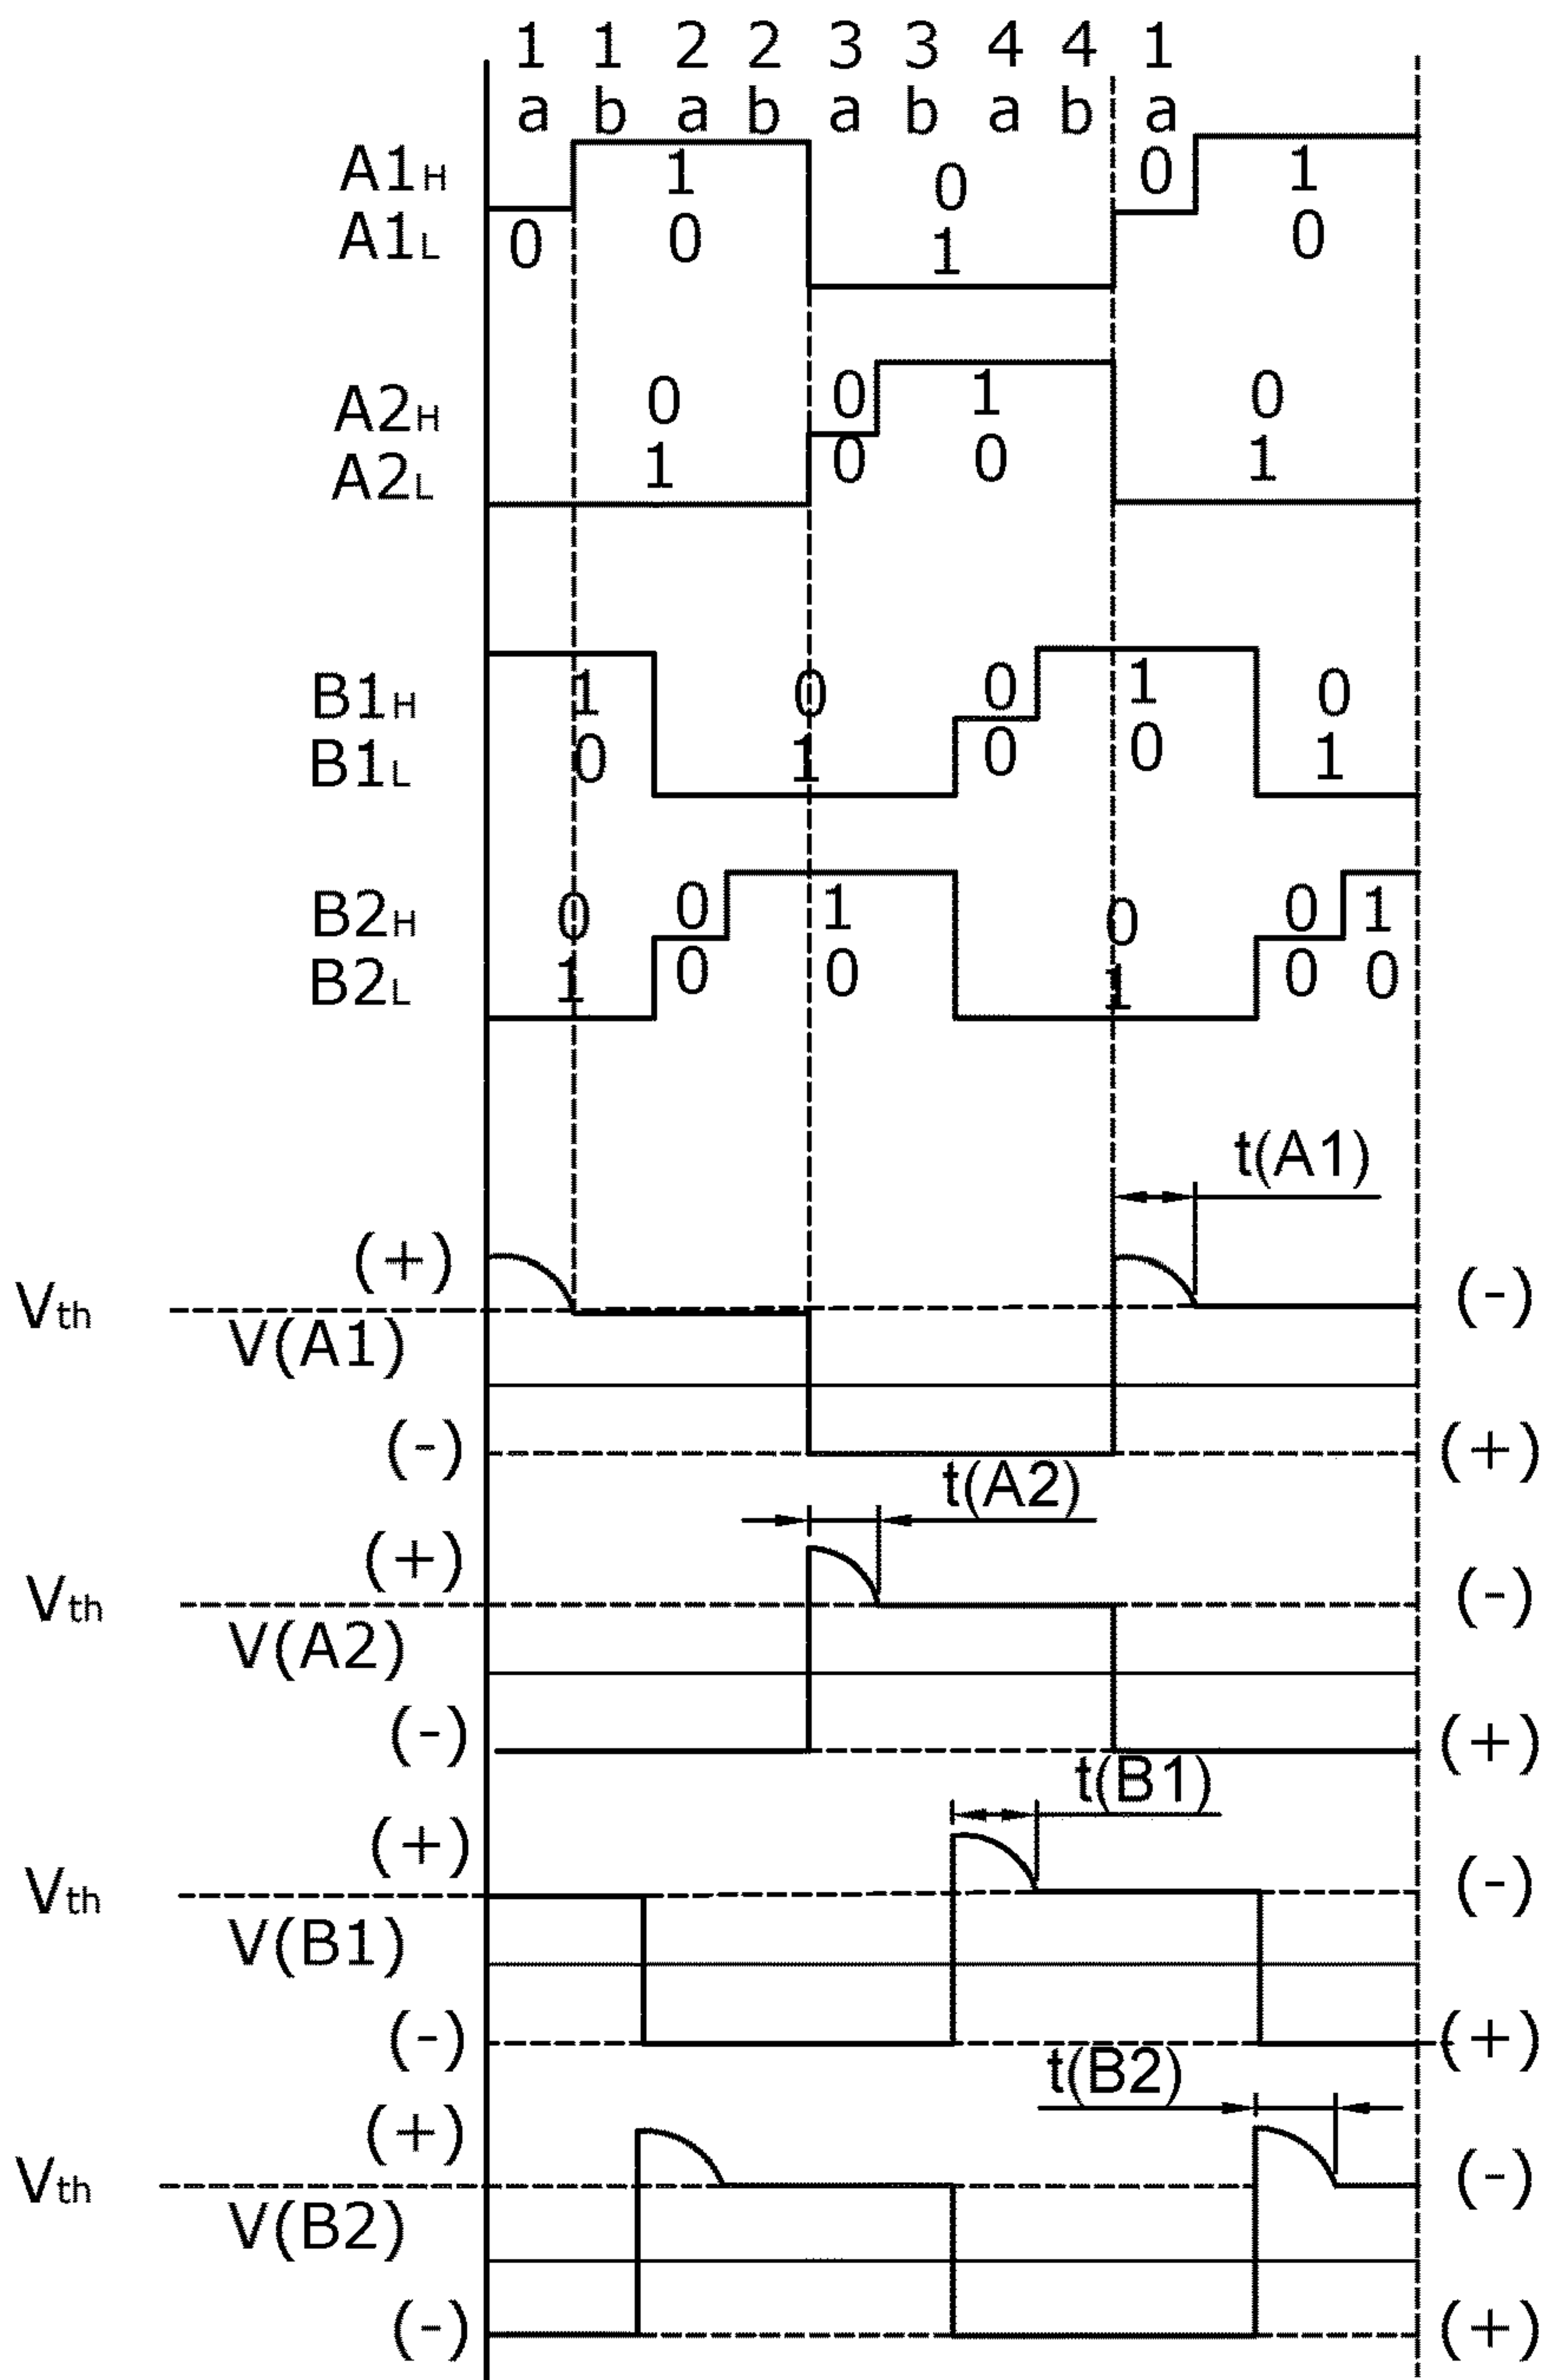 1 1 2 2 3 3 4 4 1
a b a b a b a b a
A1H 1 0 0 1
A1L 0 0 1 0
A2H 0 0 1 0
A2L 1 0 0 1
B1H 1 0 0 1 0
B1L 0 1 0 0 1
B2H 0 0 1 0 0 1
B2L 1 0 0 1 0 0
t(A1)
(+)
Vth (-)
V(A1)
(-) (+)
t(A2)
(+)
Vth (-)
V(A2)
(-) (+)
t(B1)
(+)
Vth (-)
V(B1)
(-) (+)
t(B2)
(+)
Vth (-)
V(B2)
(-) (+)